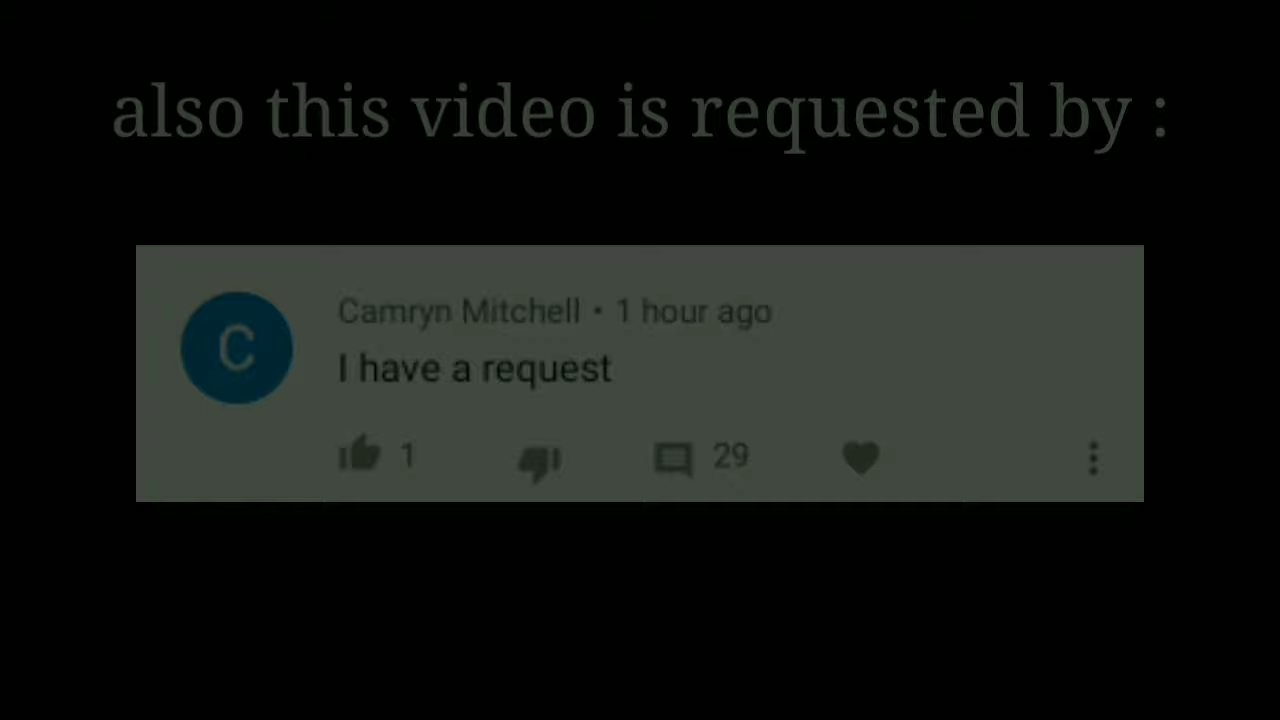 also this video is requested by :
C
Camryn Mitchell • 1 hour ago
I have a request
1 29